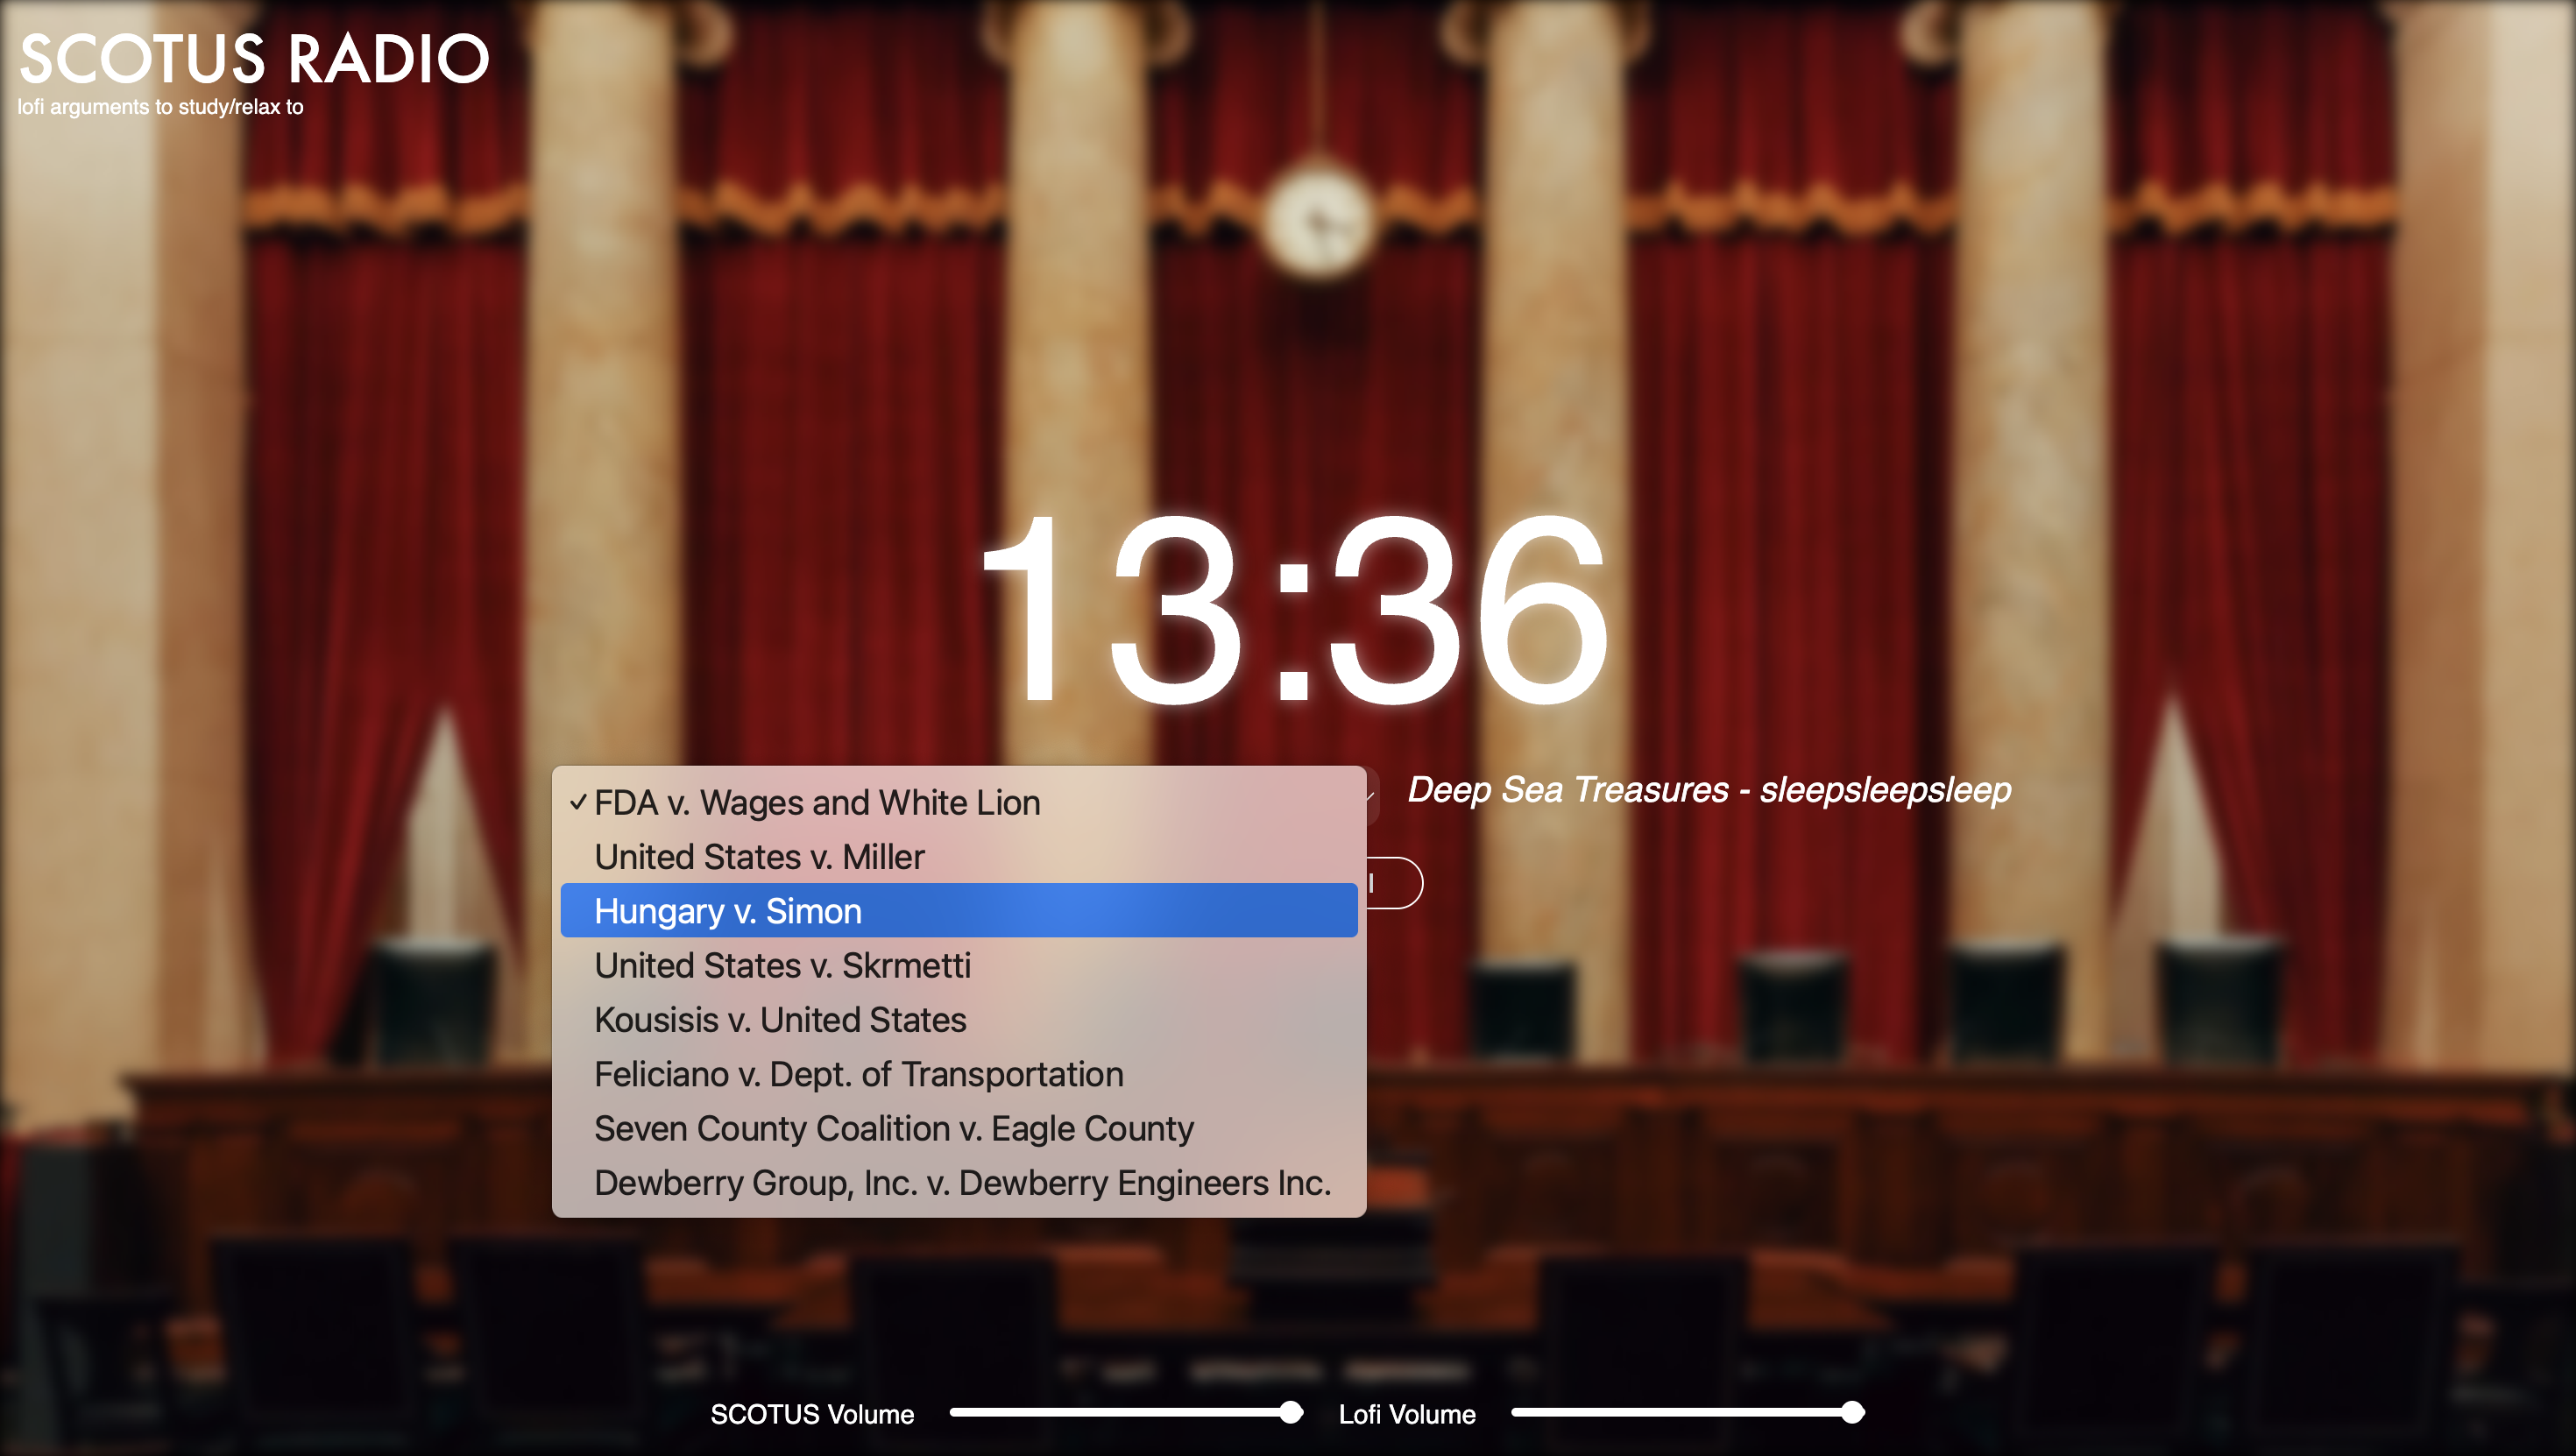 SCOTUS RADIO
lofi arguments to study/relax to
13:36
✓ FDA v. Wages and White Lion
United States v. Miller
Hungary v. Simon
United States v. Skrmetti
Kousisis v. United States
Feliciano v. Dept. of Transportation
Seven County Coalition v. Eagle County
Dewberry Group, Inc. v. Dewberry Engineers Inc.
Deep Sea Treasures - sleepsleepsleep
SCOTUS Volume
Lofi Volume